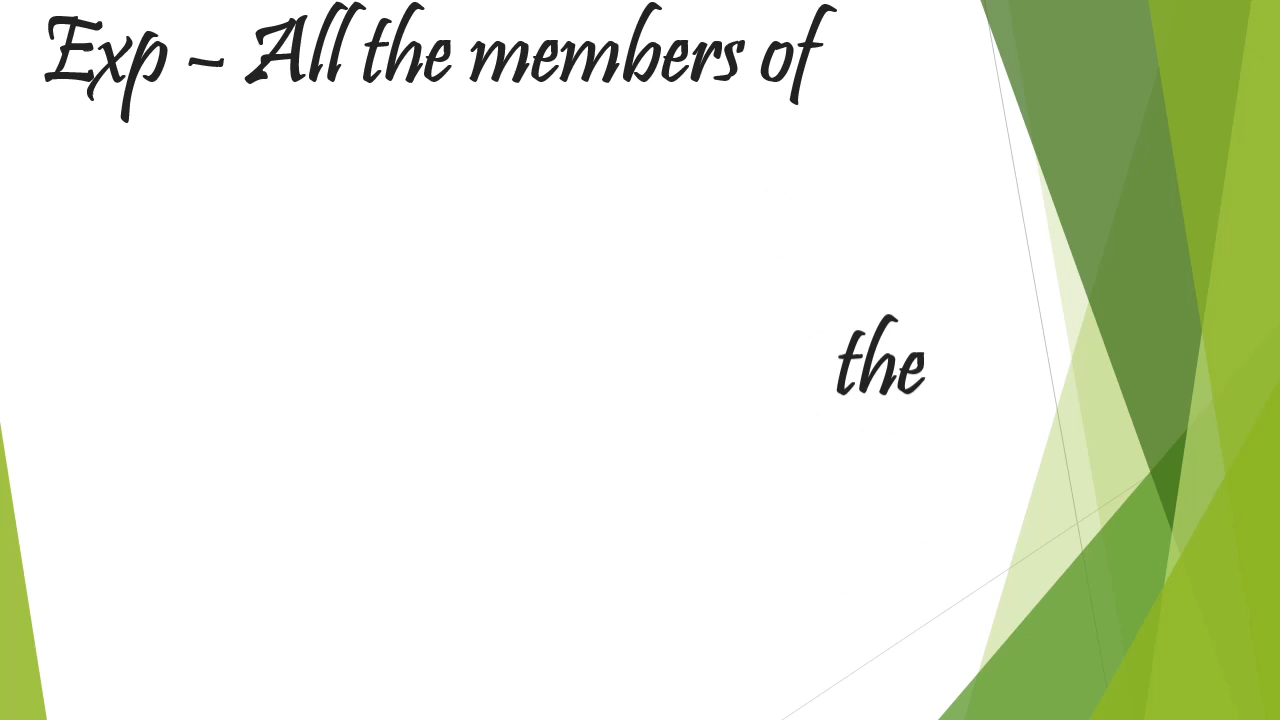 Exp – All the members of
the